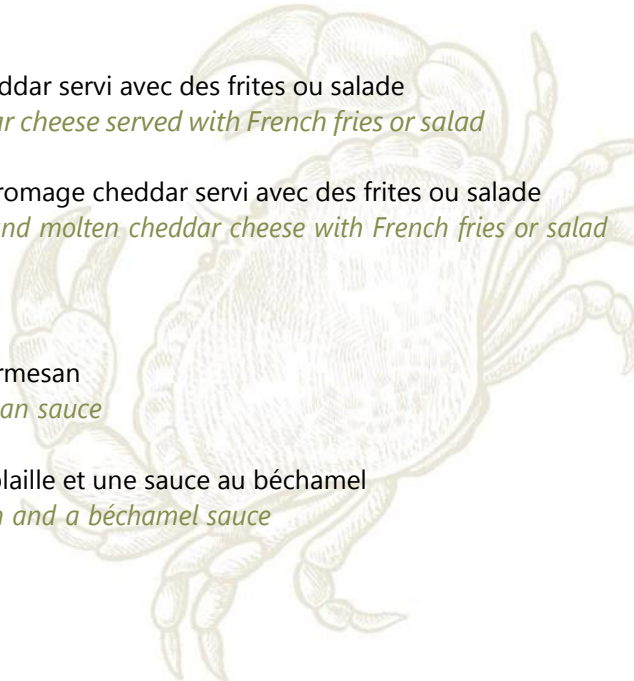 ddar servi avec des frites ou salade
ar cheese served with French fries or salad
romage cheddar servi avec des frites ou salade
nd molten cheddar cheese with French fries or salad
rmesan
an sauce
laille et une sauce au béchamel
n and a béchamel sauce